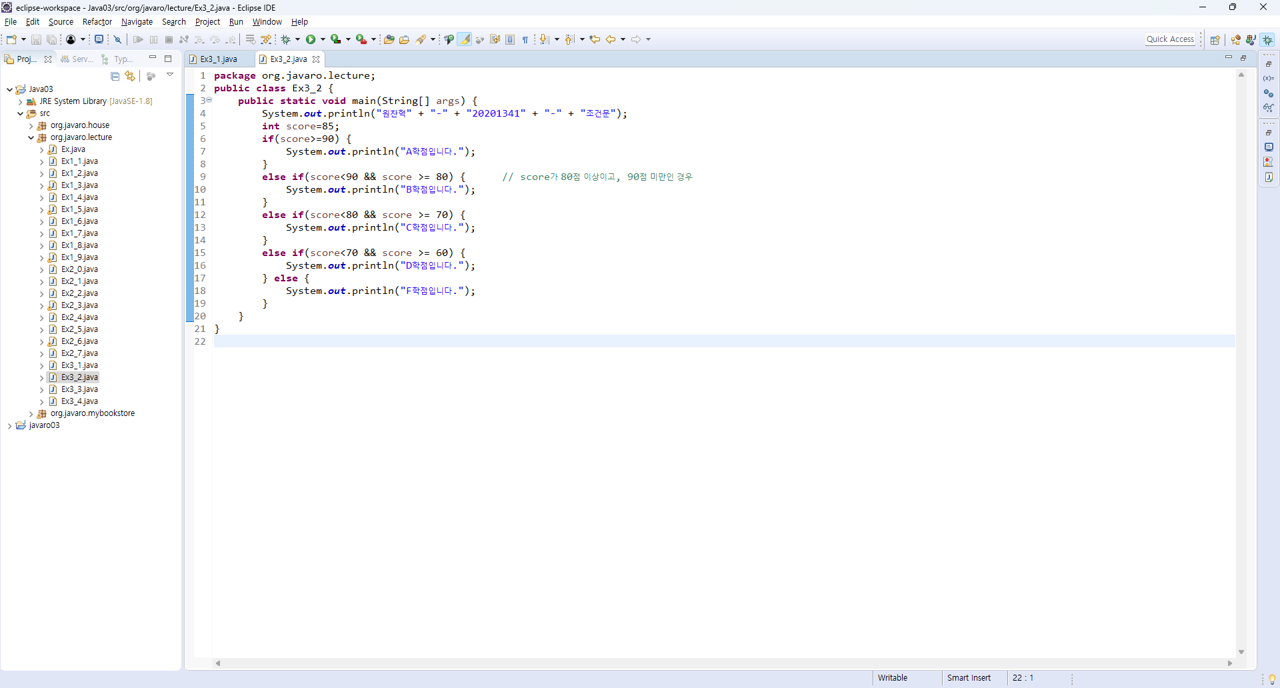 eclipse-workspace - Java03/src/org/javaro/lecture/Ex3_2.java - Eclipse IDE
File Edit Source Refactor Navigate Search Project Run Window Help
Quick Access
Proj... Serv... Typ...
Java03
JRE System Library [JavaSE-1.8]
src
org.javaro.house
org.javaro.lecture
Ex.java
Ex1_1.java
Ex1_2.java
Ex1_3.java
Ex1_4.java
Ex1_5.java
Ex1_6.java
Ex1_7.java
Ex1_8.java
Ex1_9.java
Ex2_0.java
Ex2_1.java
Ex2_2.java
Ex2_3.java
Ex2_4.java
Ex2_5.java
Ex2_6.java
Ex2_7.java
Ex3_1.java
Ex3_2.java
Ex3_3.java
Ex3_4.java
org.javaro.mybookstore
javaro03
Ex3_1.java Ex3_2.java
1 package org.javaro.lecture;
2 public class Ex3_2 {
3 public static void main(String[] args) {
4 System.out.println("원찬혁" + "-" + "20201341" + "-" + "조건문");
5 int score=85;
6 if(score>=90) {
7 System.out.println("A학점입니다.");
8 }
9 else if(score<90 && score >= 80) { // score가 80점 이상이고, 90점 미만인 경우
10 System.out.println("B학점입니다.");
11 }
12 else if(score<80 && score >= 70) {
13 System.out.println("C학점입니다.");
14 }
15 else if(score<70 && score >= 60) {
16 System.out.println("D학점입니다.");
17 } else {
18 System.out.println("F학점입니다.");
19 }
20 }
21 }
22
Writable Smart Insert 22 : 1